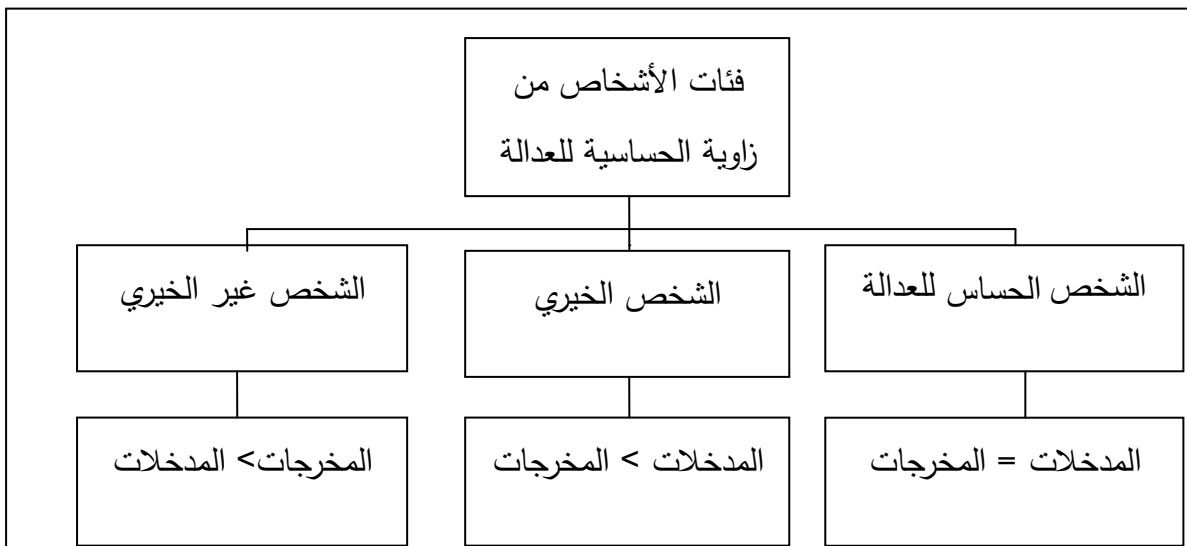 فئات الأشخاص من
زاوية الحساسية للعدالة
الشخص الحساس للعدالة
الشخص الخيري
الشخص غير الخيري
المدخلات = المخرجات
المدخلات > المخرجات
المخرجات> المدخلات